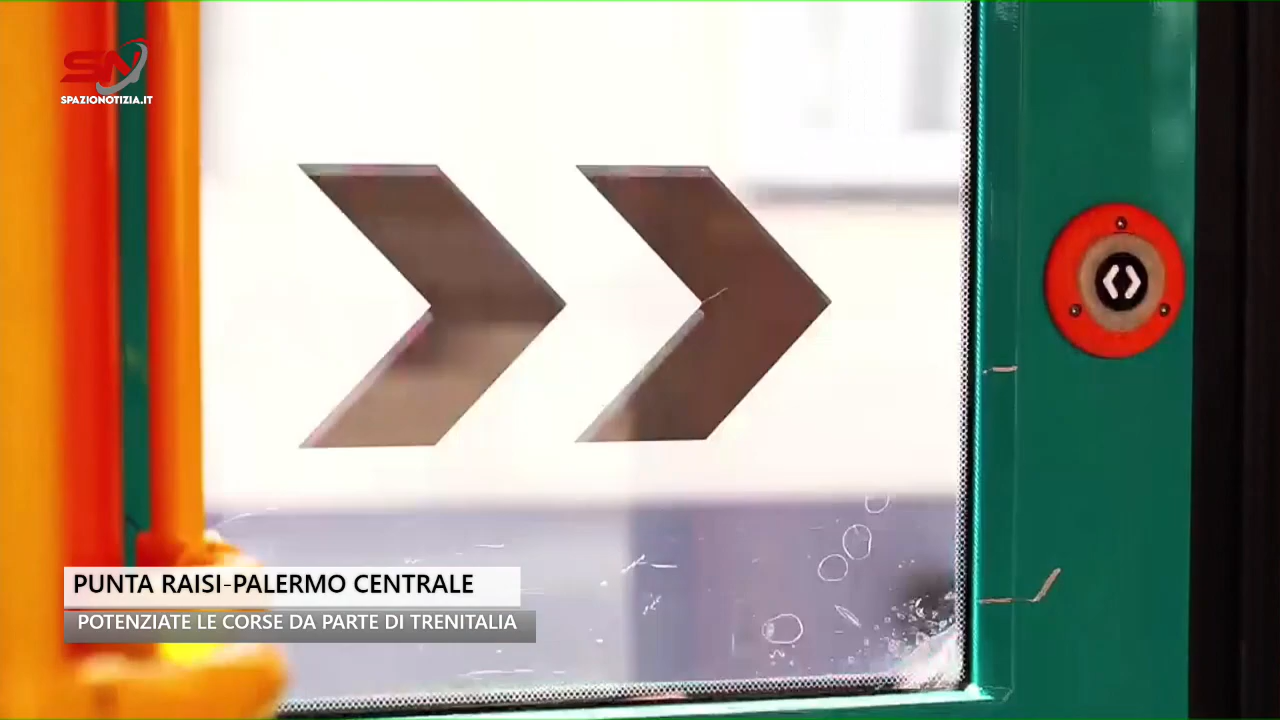 SN
SPAZIONOTIZIA.IT
PUNTA RAISI-PALERMO CENTRALE
POTENZIATE LE CORSE DA PARTE DI TRENITALIA